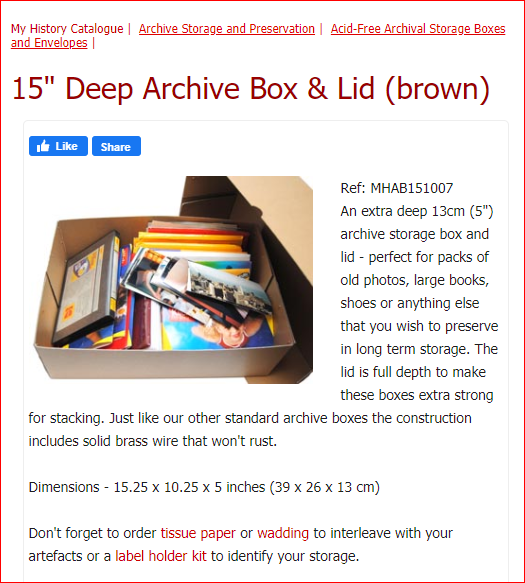 My History Catalogue | Archive Storage and Preservation | Acid-Free Archival Storage Boxes
and Envelopes |
15" Deep Archive Box & Lid (brown)
Like Share
Ref: MHAB151007
An extra deep 13cm (5")
archive storage box and
lid - perfect for packs of
old photos, large books,
shoes or anything else
that you wish to preserve
in long term storage. The
lid is full depth to make
these boxes extra strong
for stacking. Just like our other standard archive boxes the construction
includes solid brass wire that won't rust.
Dimensions - 15.25 x 10.25 x 5 inches (39 x 26 x 13 cm)
Don't forget to order tissue paper or wadding to interleave with your
artefacts or a label holder kit to identify your storage.